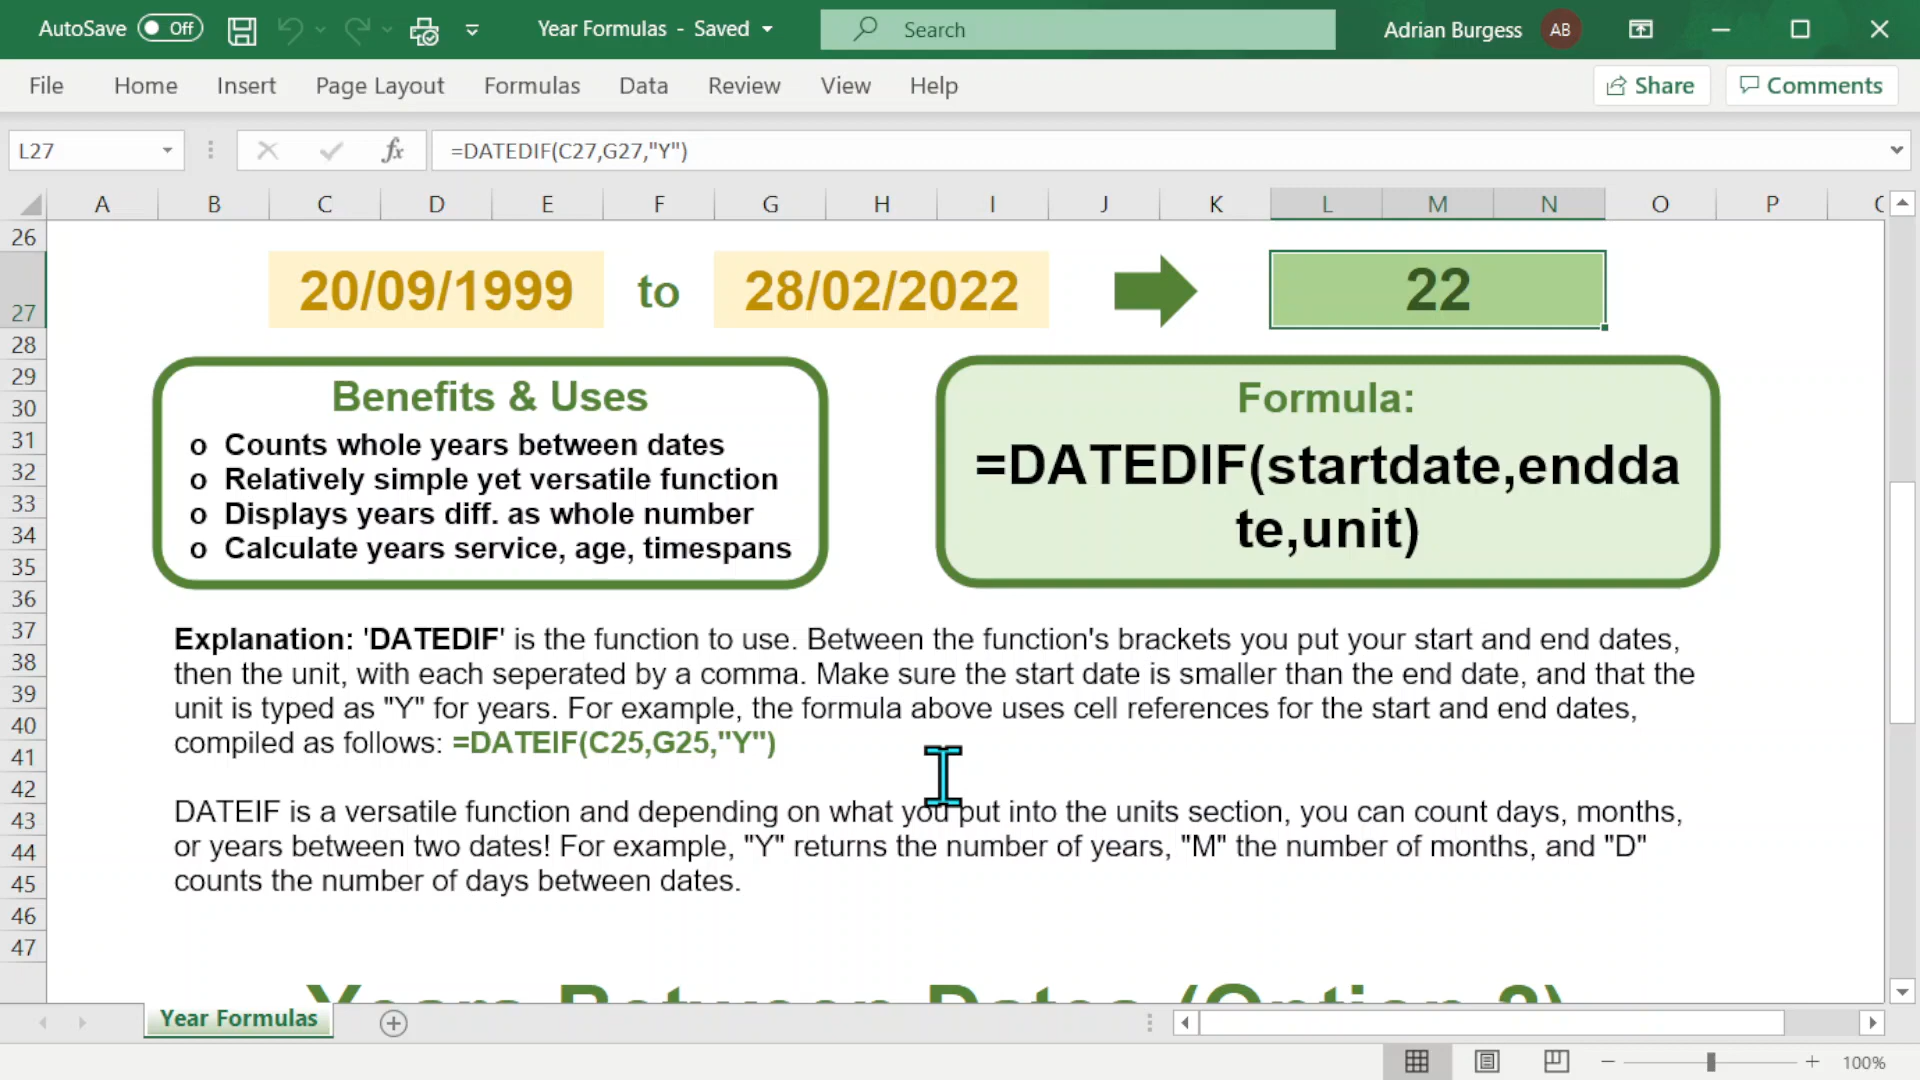 AutoSave Off Year Formulas - Saved Search Adrian Burgess AB
File Home Insert Page Layout Formulas Data Review View Help Share Comments
L27 fx =DATEDIF(C27,G27,"Y")
A B C D E F G H I J K L M N O P
26
27 20/09/1999 to 28/02/2022 22
28
29
30
31
32
33
34
35
36
37
38
39
40
41
42
43
44
45
46
47
Benefits & Uses
o Counts whole years between dates
o Relatively simple yet versatile function
o Displays years diff. as whole number
o Calculate years service, age, timespans
Formula:
=DATEDIF(startdate,endda
te,unit)
Explanation: 'DATEDIF' is the function to use. Between the function's brackets you put your start and end dates,
then the unit, with each seperated by a comma. Make sure the start date is smaller than the end date, and that the
unit is typed as "Y" for years. For example, the formula above uses cell references for the start and end dates,
compiled as follows: =DATEIF(C25,G25,"Y")
DATEIF is a versatile function and depending on what you put into the units section, you can count days, months,
or years between two dates! For example, "Y" returns the number of years, "M" the number of months, and "D"
counts the number of days between dates.
Years Between Dates (Option 2)
Year Formulas
100%